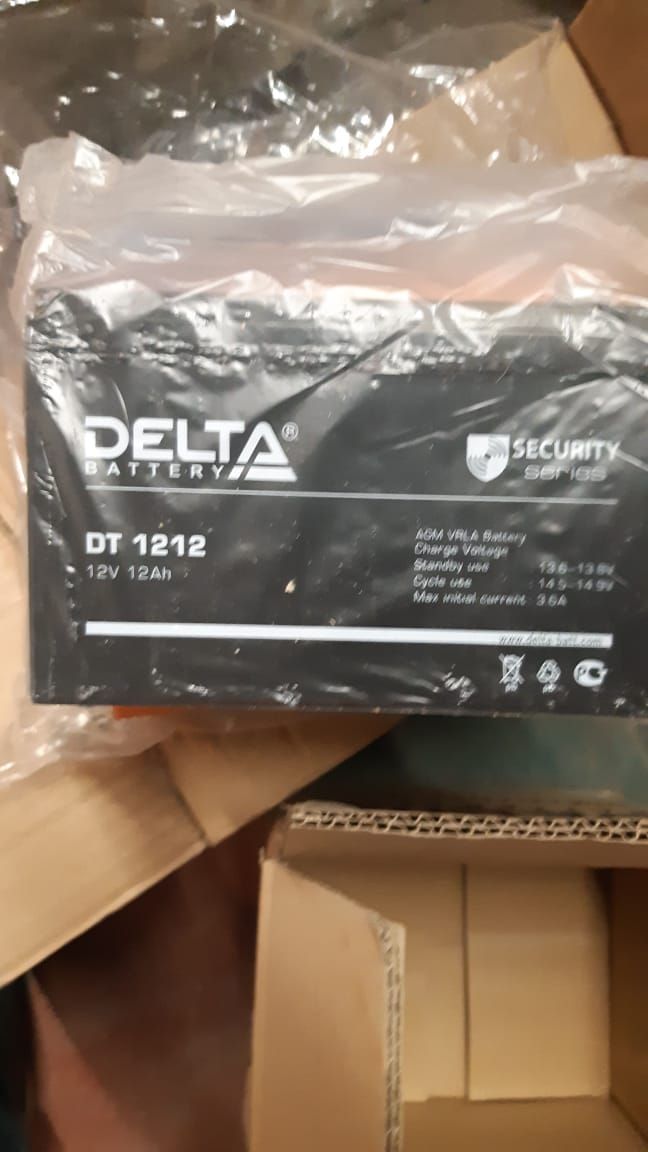 DELTA®
BATTERY
SECURITY
series
DT 1212
12V 12Ah
AGM VRLA Battery
Charge Voltage
Standby use : 13.6-13.8V
Cycle use : 14.5-14.9V
Max initial current: 3.6A
www.delta-batt.com
Pb